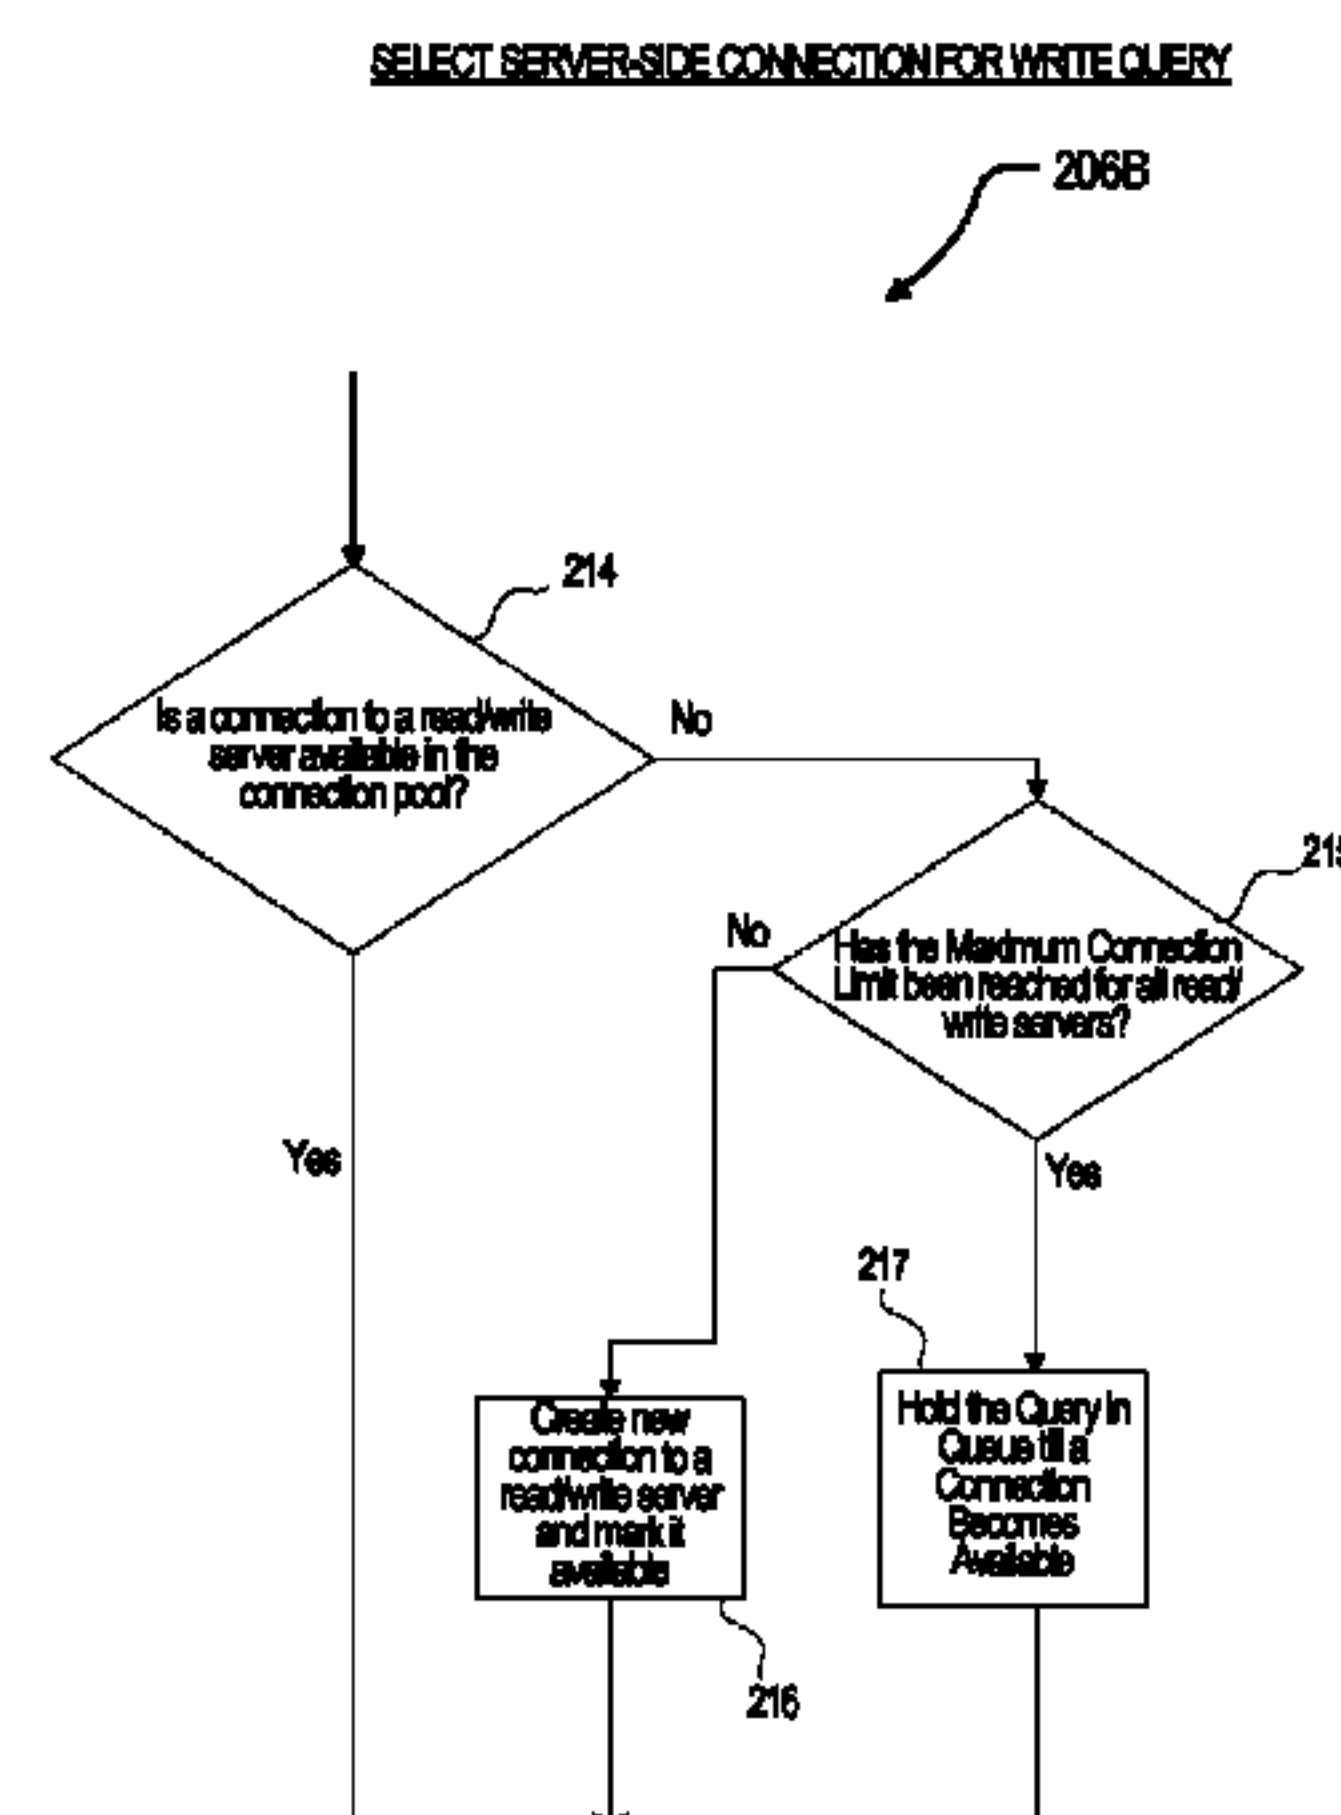 SELECT SERVER-SIDE CONNECTION FOR WRITE QUERY
206B
214
Is a connection to a read/write
server available in the
connection pool?
No
215
No
Has the Maximum Connection
Limit been reached for all read/
write servers?
Yes
Yes
217
Create new
connection to a
read/write server
and mark it
available
Hold the Query in
Queue till a
Connection
Becomes
Available
216